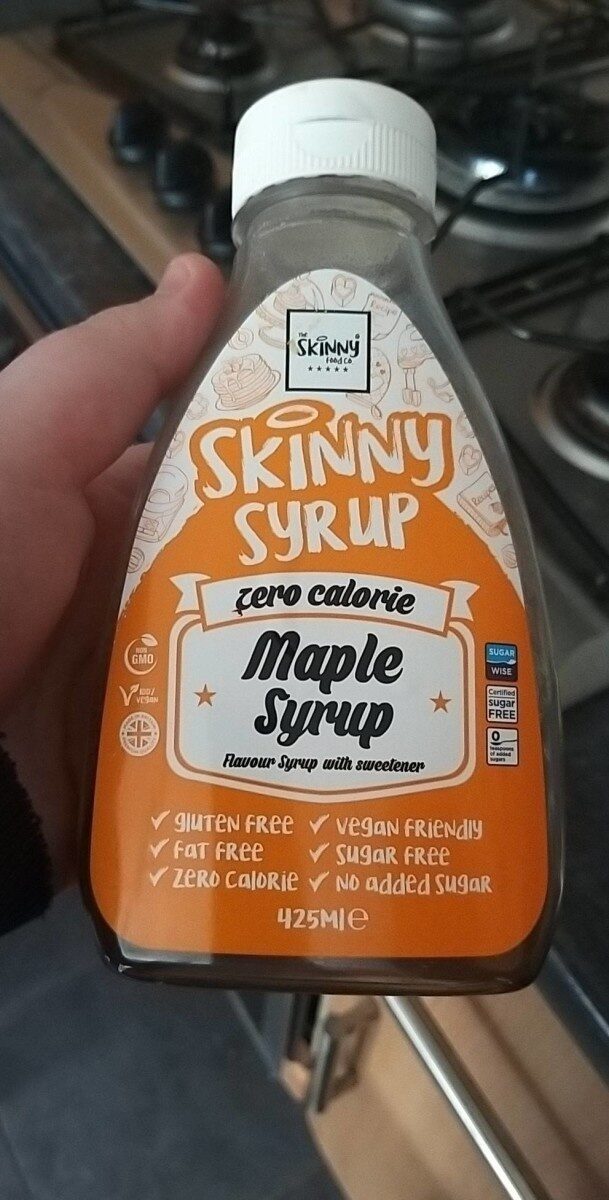 THE
SKINNY
FOOD CO
SKINNY
SYRUP
zero calorie
Maple
Syrup
Flavour Syrup with sweetener
NON
GMO
100%
VEGAN
SUGAR
WISE
Certified
sugar
FREE
0
teaspoons
of added
sugars
✓ GLUTEN FREE ✓ VEGAN FRIENDLY
✓ FAT FREE ✓ SUGAR FREE
✓ ZERO CALORIE ✓ NO added SUGAR
425Ml℮